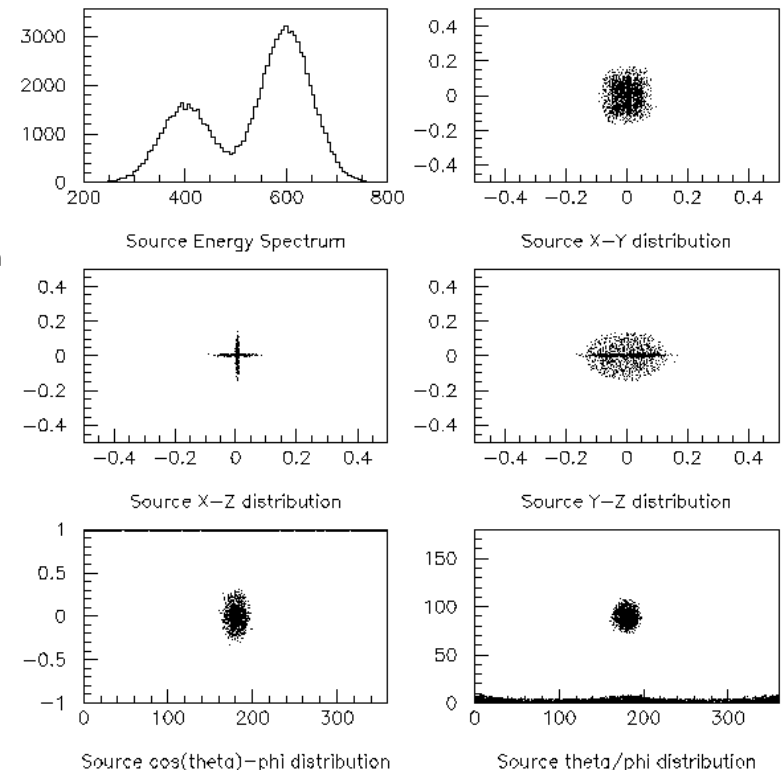 3000
2000
1000
0
200 400 600 800
Source Energy Spectrum
0.4
0.2
0
−0.2
−0.4
−0.4 −0.2 0 0.2 0.4
Source X−Y distribution
0.4
0.2
0
−0.2
−0.4
−0.4 −0.2 0 0.2 0.4
Source X−Z distribution
0.4
0.2
0
−0.2
−0.4
−0.4 −0.2 0 0.2 0.4
Source Y−Z distribution
1
0.5
0
−0.5
−1
0 100 200 300
Source cos(theta)−phi distribution
150
100
50
0
0 100 200 300
Source theta/phi distribution